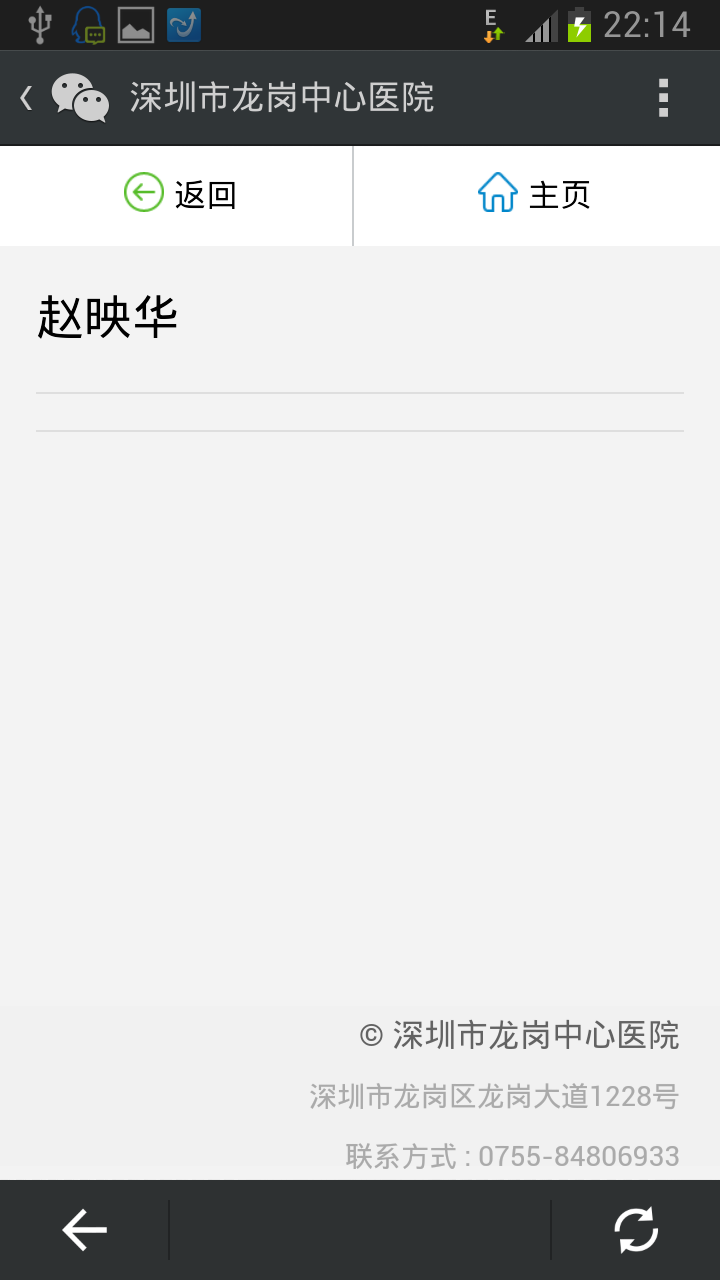 E 22:14
深圳市龙岗中心医院
返回 主页
赵映华
© 深圳市龙岗中心医院
深圳市龙岗区龙岗大道1228号
联系方式 : 0755-84806933